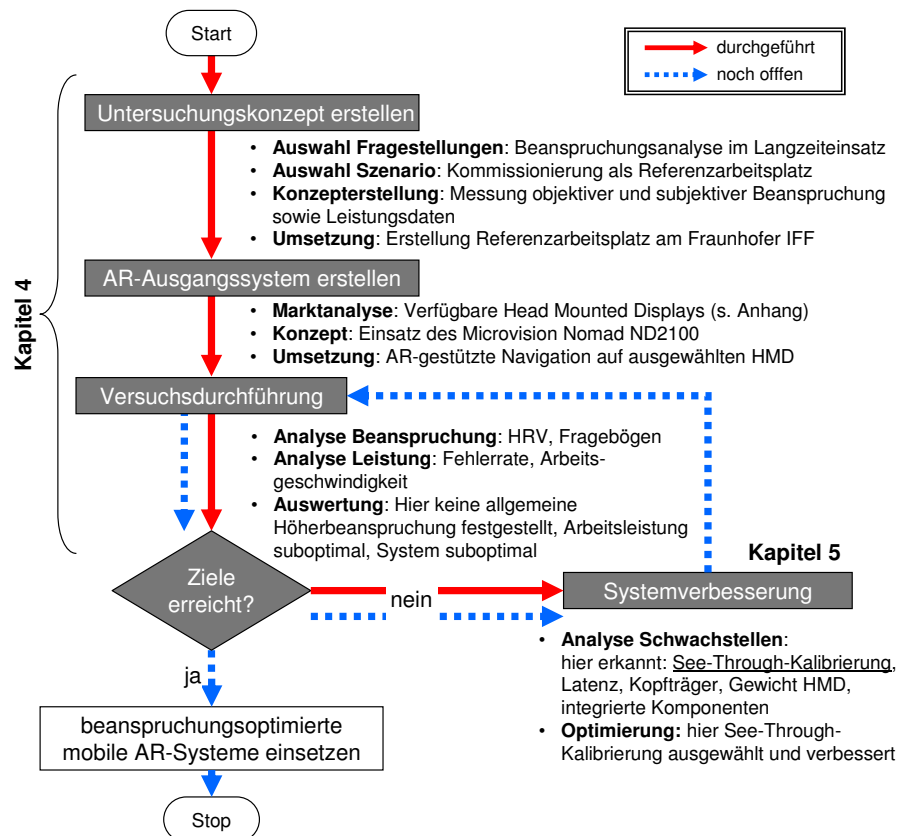 Start
durchgeführt
noch offfen
Untersuchungskonzept erstellen
• Auswahl Fragestellungen: Beanspruchungsanalyse im Langzeiteinsatz
• Auswahl Szenario: Kommissionierung als Referenzarbeitsplatz
• Konzepterstellung: Messung objektiver und subjektiver Beanspruchung
sowie Leistungsdaten
• Umsetzung: Erstellung Referenzarbeitsplatz am Fraunhofer IFF
Kapitel 4
AR-Ausgangssystem erstellen
• Marktanalyse: Verfügbare Head Mounted Displays (s. Anhang)
• Konzept: Einsatz des Microvision Nomad ND2100
• Umsetzung: AR-gestützte Navigation auf ausgewählten HMD
Versuchsdurchführung
• Analyse Beanspruchung: HRV, Fragebögen
• Analyse Leistung: Fehlerrate, Arbeits-
geschwindigkeit
• Auswertung: Hier keine allgemeine
Höherbeanspruchung festgestellt, Arbeitsleistung
suboptimal, System suboptimal
Kapitel 5
Ziele
erreicht?
nein
Systemverbesserung
• Analyse Schwachstellen:
hier erkannt: See-Through-Kalibrierung,
Latenz, Kopfträger, Gewicht HMD,
integrierte Komponenten
• Optimierung: hier See-Through-
Kalibrierung ausgewählt und verbessert
ja
beanspruchungsoptimierte
mobile AR-Systeme einsetzen
Stop